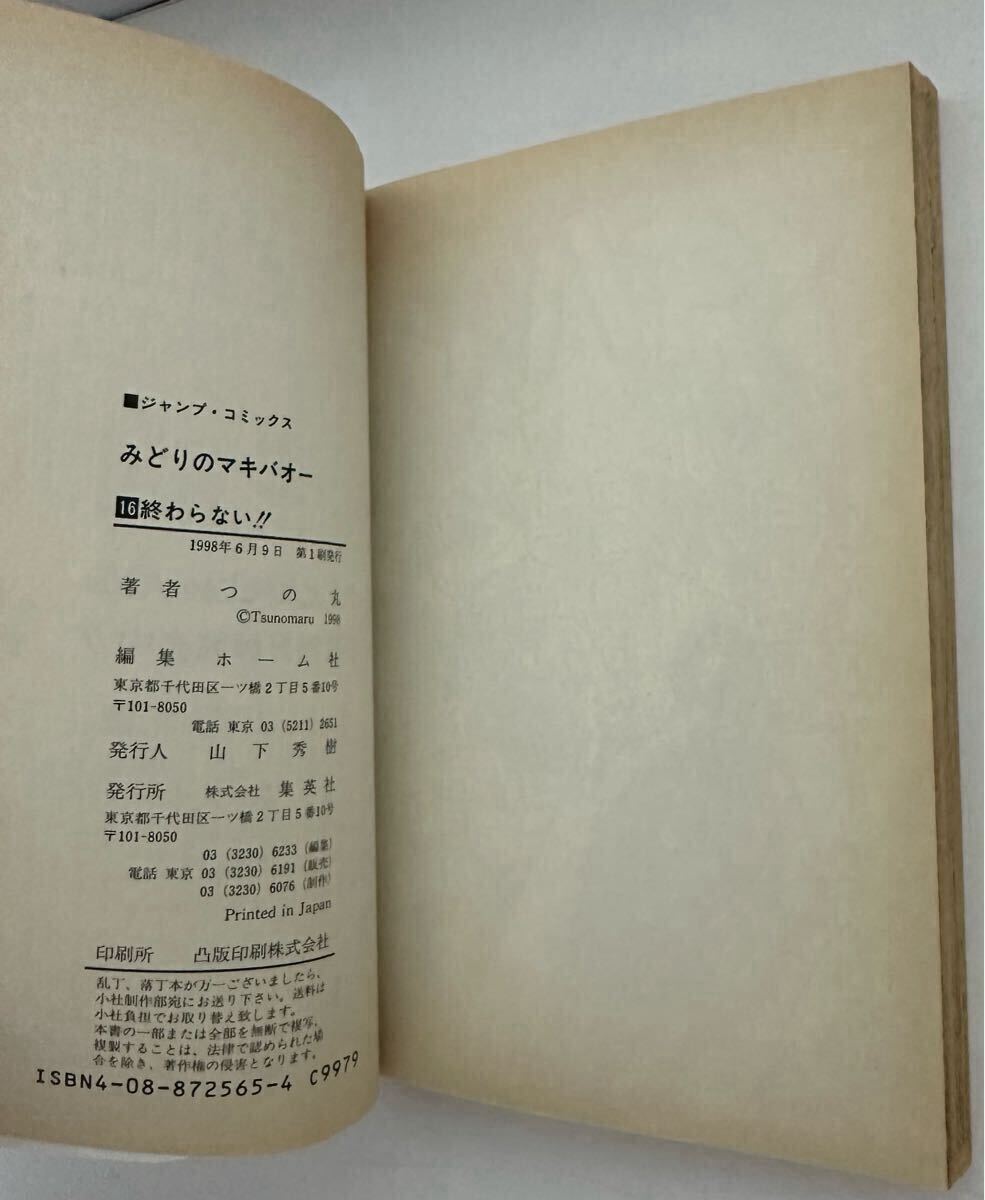 ■ジャンプ・コミックス
みどりのマキバオー
16終わらない!!
1998年6月9日 第1刷発行
著者 つの丸
©Tsunomaru 1998
編集 ホーム社
東京都千代田区一ツ橋2丁目5番10号
〒101-8050
電話 東京 03 (5211) 2651
発行人 山下秀樹
発行所 株式会社 集英社
東京都千代田区一ツ橋2丁目5番10号
〒101-8050
03 (3230) 6233 (編集)
電話 東京 03 (3230) 6191 (販売)
03 (3230) 6076 (制作)
Printed in Japan
印刷所 凸版印刷株式会社
乱丁、落丁本が万一ございましたら、
小社制作部宛にお送り下さい。送料は
小社負担でお取り替え致します。
本書の一部または全部を無断で複写、
複製することは、法律で認められた場
合を除き、著作権の侵害となります。
ISBN4-08-872565-4 C9979